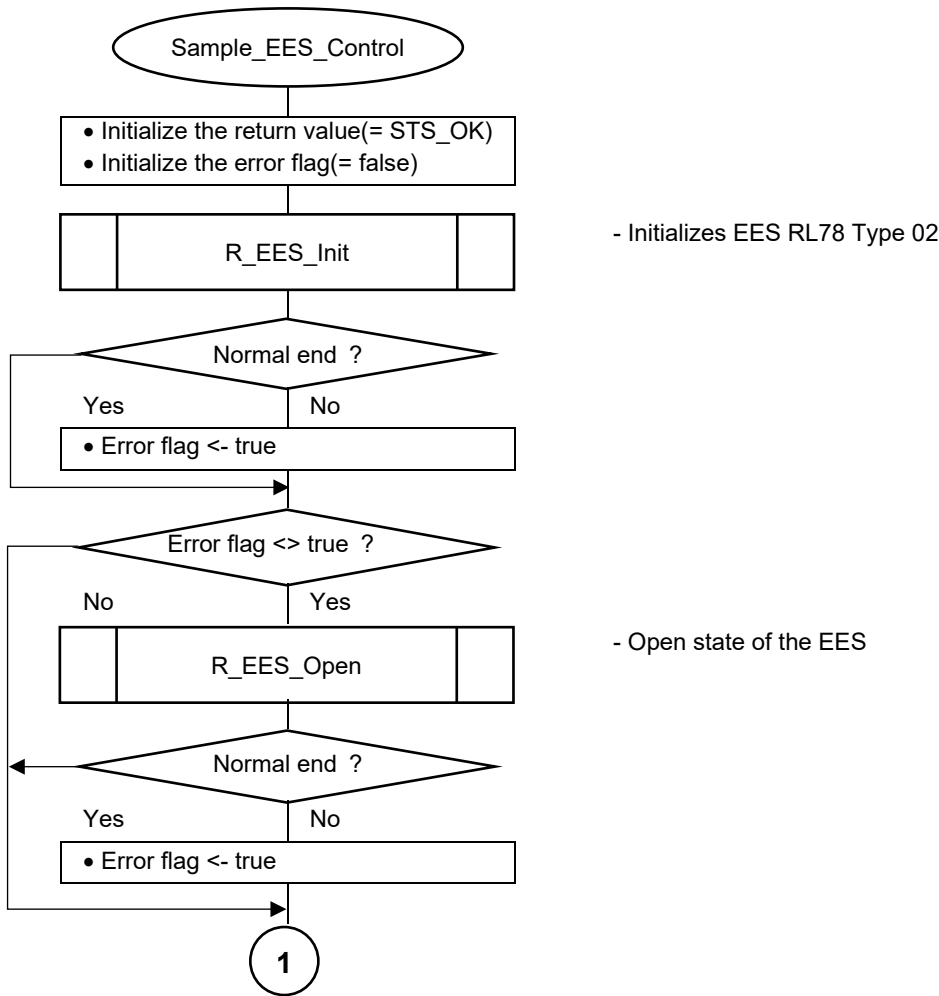 Sample_EES_Control
• Initialize the return value(= STS_OK)
• Initialize the error flag(= false)
R_EES_Init
- Initializes EES RL78 Type 02
Normal end ?
Yes No
• Error flag <- true
Error flag <> true ?
No Yes
R_EES_Open
- Open state of the EES
Normal end ?
Yes No
• Error flag <- true
1